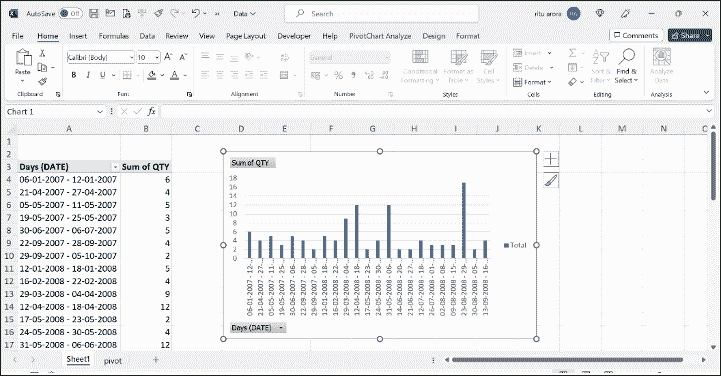 AutoSave Off Data Search ritu arora
File Home Insert Formulas Data Review View Page Layout Developer Help PivotChart Analyze Design Format Comments Share
Paste Calibri (Body) 10 A A General Conditional Formatting Format as Table Cell Styles Insert Delete Format Sort & Filter Find & Select Analyze Data
B I U
Clipboard Font Alignment Number Styles Cells Editing Analysis
Chart 1 fx
A B C D E F G H I J K L M N
1
2
3 Days (DATE) Sum of QTY
4 06-01-2007 - 12-01-2007 6
5 21-04-2007 - 27-04-2007 4
6 05-05-2007 - 11-05-2007 5
7 19-05-2007 - 25-05-2007 3
8 30-06-2007 - 06-07-2007 5
9 22-09-2007 - 28-09-2007 4
10 29-09-2007 - 05-10-2007 2
11 12-01-2008 - 18-01-2008 5
12 16-02-2008 - 22-02-2008 4
13 29-03-2008 - 04-04-2008 9
14 12-04-2008 - 18-04-2008 12
15 17-05-2008 - 23-05-2008 2
16 24-05-2008 - 30-05-2008 4
17 31-05-2008 - 06-06-2008 12
Sum of QTY
18
16
14
12
10
8
6
4
2
0
Total
06-01-2007 - 12-…
21-04-2007 - 27-…
05-05-2007 - 11-…
19-05-2007 - 25-…
30-06-2007 - 06-…
22-09-2007 - 28-…
29-09-2007 - 05-…
12-01-2008 - 18-…
16-02-2008 - 22-…
29-03-2008 - 04-…
12-04-2008 - 18-…
17-05-2008 - 23-…
24-05-2008 - 30-…
31-05-2008 - 06-…
14-06-2008 - 20-…
21-06-2008 - 27-…
12-07-2008 - 18-…
26-07-2008 - 01-…
02-08-2008 - 08-…
09-08-2008 - 15-…
23-08-2008 - 29-…
30-08-2008 - 05-…
13-09-2008 - 16-…
Days (DATE)
Sheet1 pivot